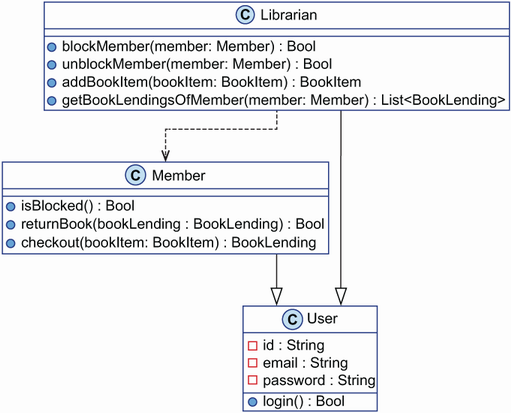 C Librarian
blockMember(member: Member) : Bool
unblockMember(member: Member) : Bool
addBookItem(bookItem: BookItem) : BookItem
getBookLendingsOfMember(member: Member) : List<BookLending>
C Member
isBlocked() : Bool
returnBook(bookLending : BookLending) : Bool
checkout(bookItem: BookItem) : BookLending
C User
id : String
email : String
password : String
login() : Bool